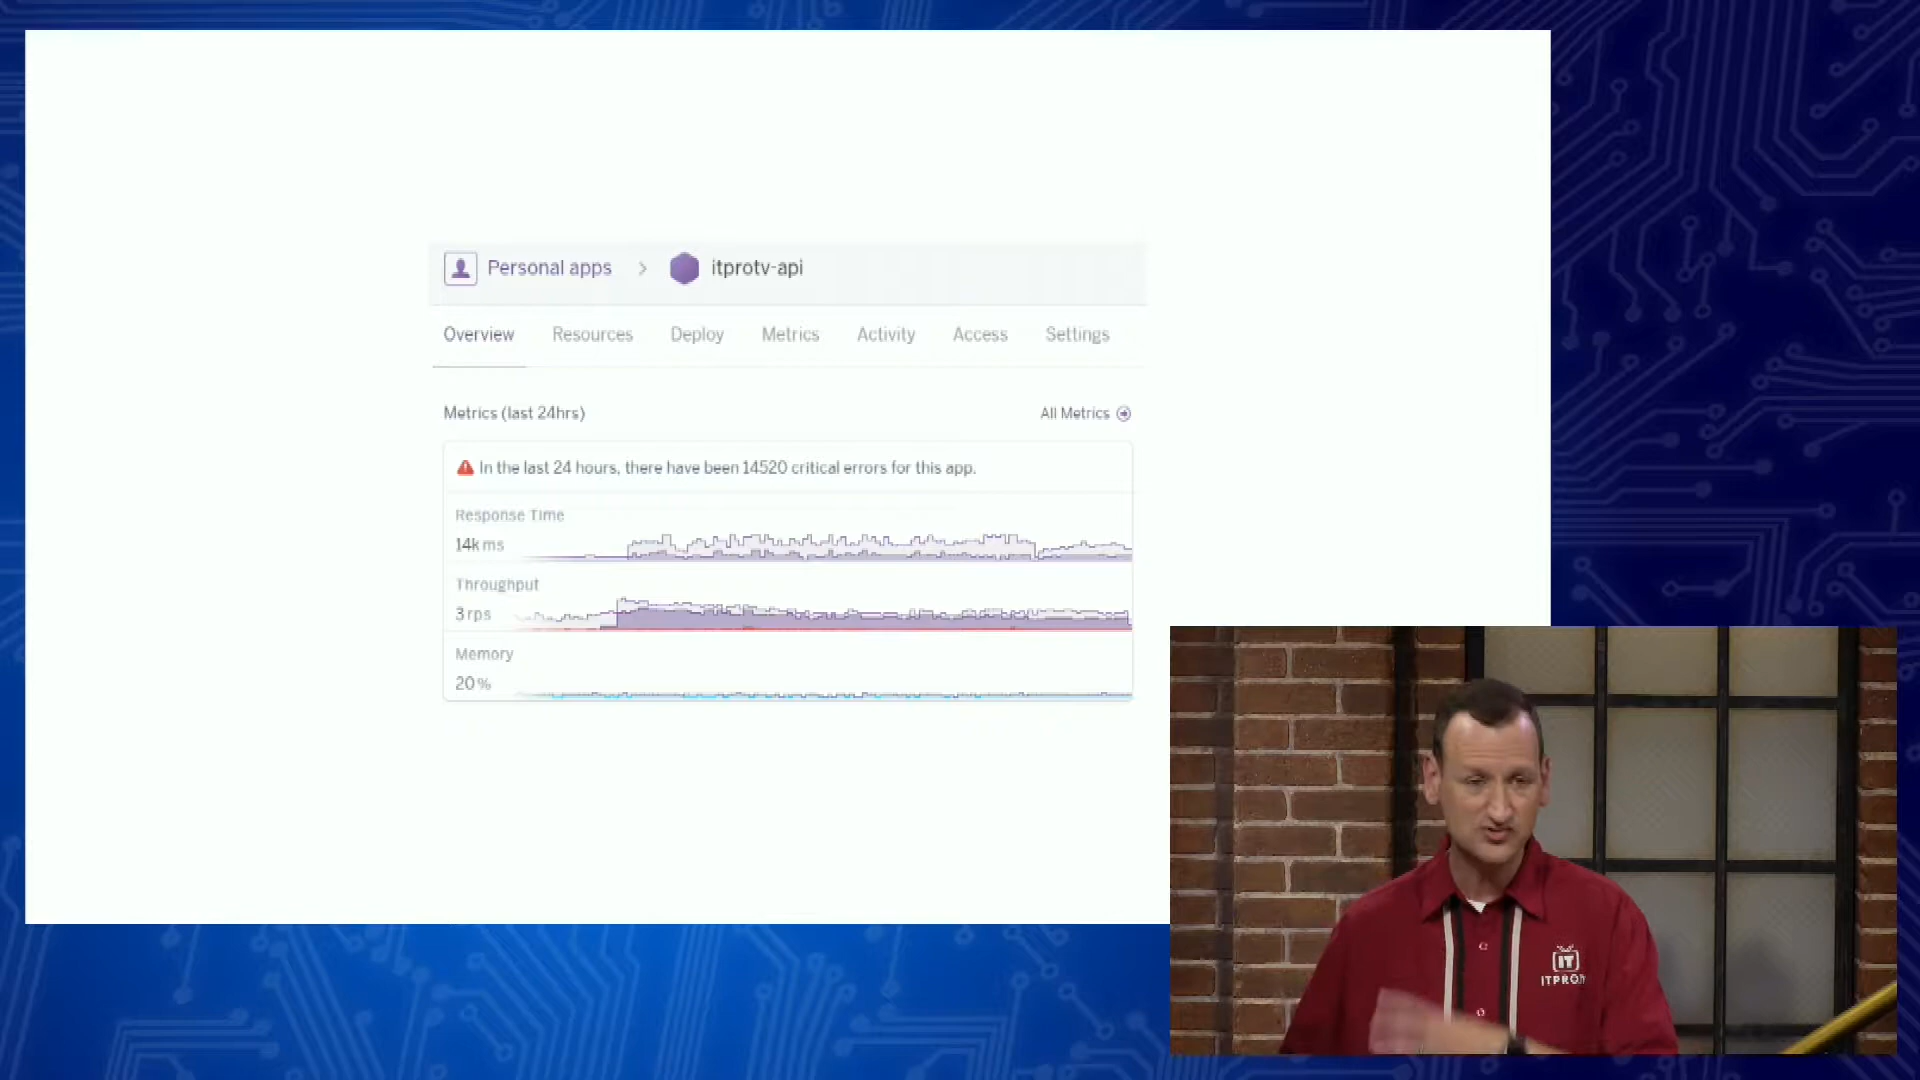 Personal apps > itprotv-api
Overview Resources Deploy Metrics Activity Access Settings
Metrics (last 24hrs) All Metrics
In the last 24 hours, there have been 14520 critical errors for this app.
Response Time
14k ms
Throughput
3 rps
Memory
20 %
IT
ITPRO.TV